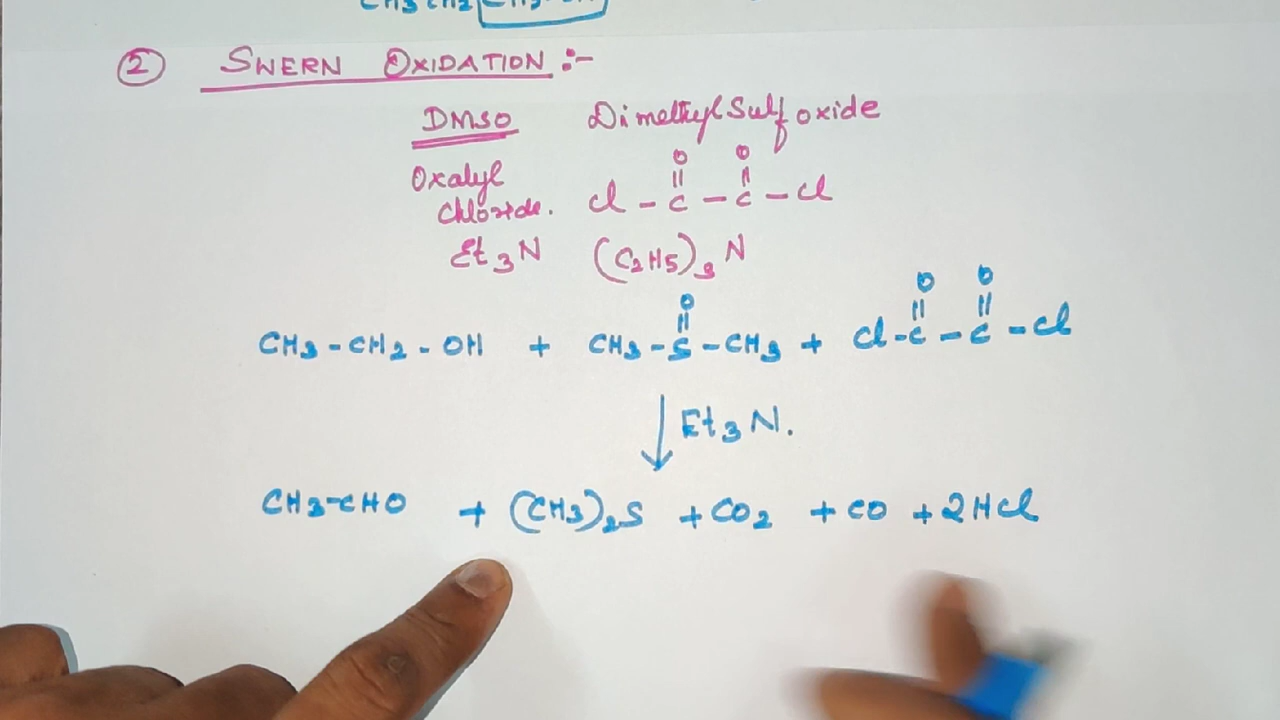 ② SWERN OXIDATION :-
DMSO Dimethyl Sulfoxide
Oxalyl Chloride. Cl - C(=O) - C(=O) - Cl
Et₃N (C₂H₅)₃ N
CH₃ - CH₂ - OH + CH₃ - S(=O) - CH₃ + Cl - C(=O) - C(=O) - Cl
↓ Et₃N.
CH₃-CHO + (CH₃)₂S + CO₂ + CO + 2HCl